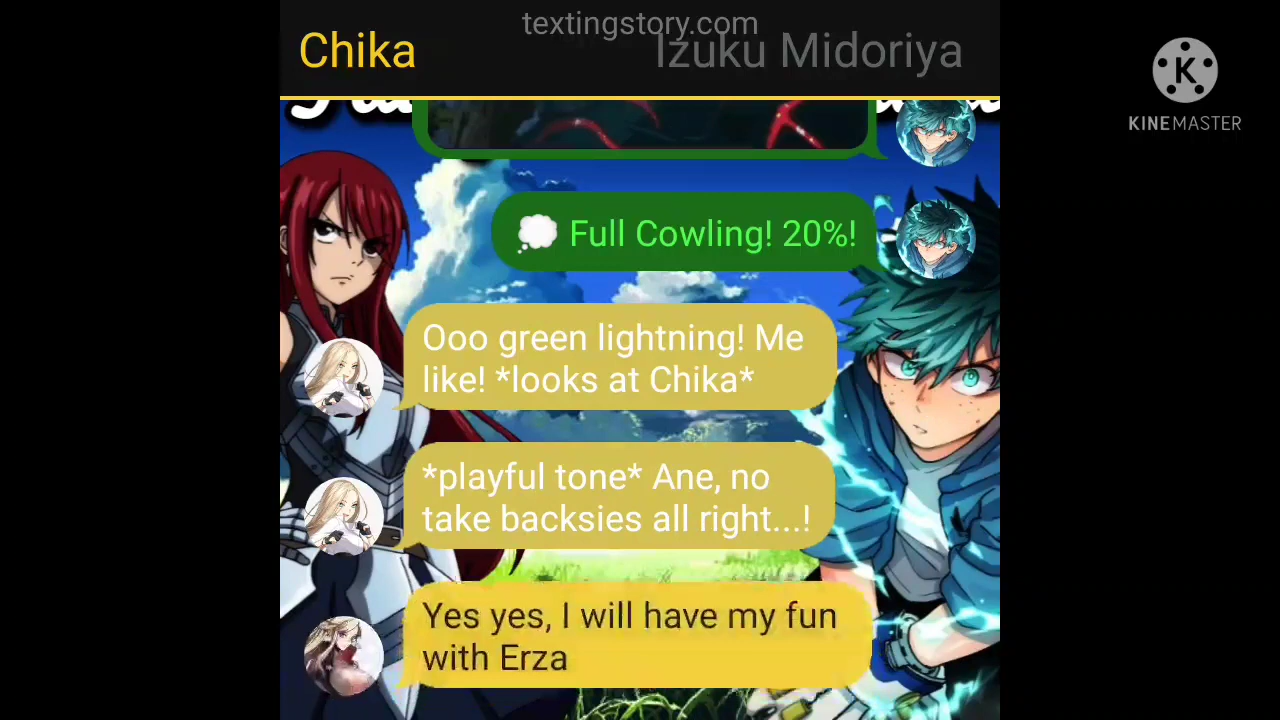 textingstory.com
Chika
Izuku Midoriya
KINEMASTER
Full Cowling! 20%!
Ooo green lightning! Me
like! *looks at Chika*
*playful tone* Ane, no
take backsies all right...!
Yes yes, I will have my fun
with Erza